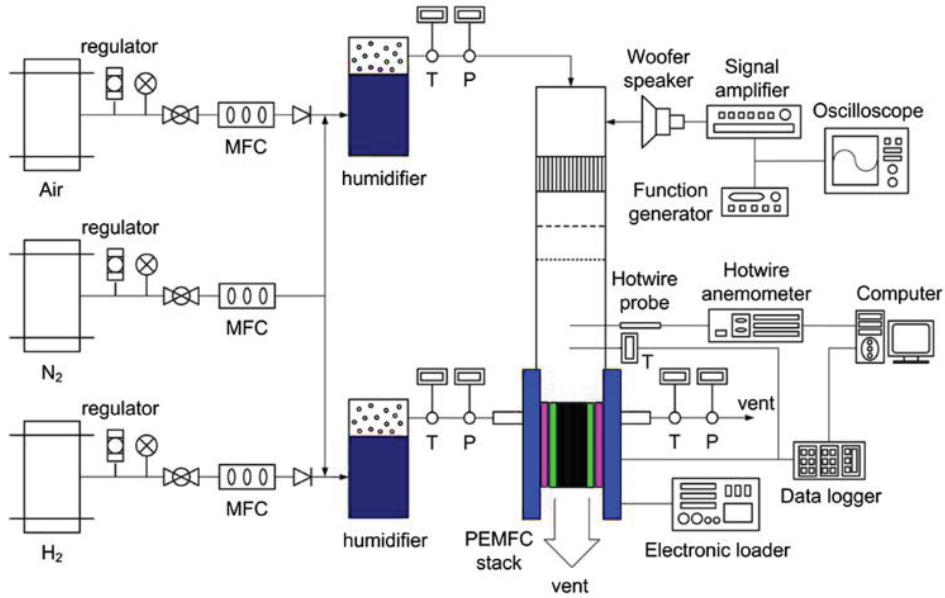 regulator
MFC
Air
humidifier
T
P
Woofer
speaker
Signal
amplifier
Oscilloscope
Function
generator
regulator
MFC
N₂
Hotwire
probe
Hotwire
anemometer
Computer
T
regulator
MFC
H₂
humidifier
T
P
T
P
vent
Data logger
PEMFC
stack
Electronic loader
vent